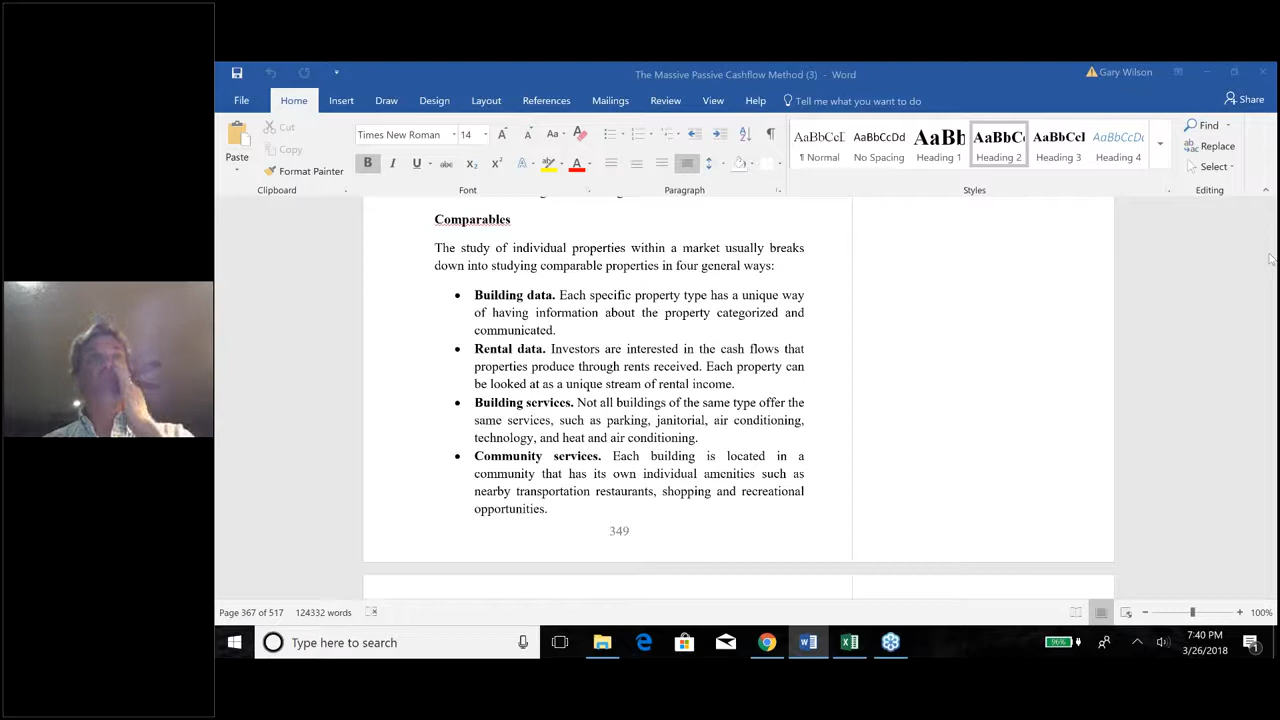 The Massive Passive Cashflow Method (3) - Word
Gary Wilson
File Home Insert Draw Design Layout References Mailings Review View Help Tell me what you want to do Share
Paste
Cut
Copy
Format Painter
Clipboard
Times New Roman 14
Aa
B I U abc X₂ X² A A
Font
Paragraph
AaBbCcI AaBbCcDd AaBb AaBbC AaBbCcI AaBbCcDd
¶ Normal No Spacing Heading 1 Heading 2 Heading 3 Heading 4
Styles
Find
Replace
Select
Editing
Comparables
The study of individual properties within a market usually breaks
down into studying comparable properties in four general ways:
• Building data. Each specific property type has a unique way
of having information about the property categorized and
communicated.
• Rental data. Investors are interested in the cash flows that
properties produce through rents received. Each property can
be looked at as a unique stream of rental income.
• Building services. Not all buildings of the same type offer the
same services, such as parking, janitorial, air conditioning,
technology, and heat and air conditioning.
• Community services. Each building is located in a
community that has its own individual amenities such as
nearby transportation restaurants, shopping and recreational
opportunities.
349
Page 367 of 517 124332 words 100%
Type here to search
96%
7:40 PM
3/26/2018
1